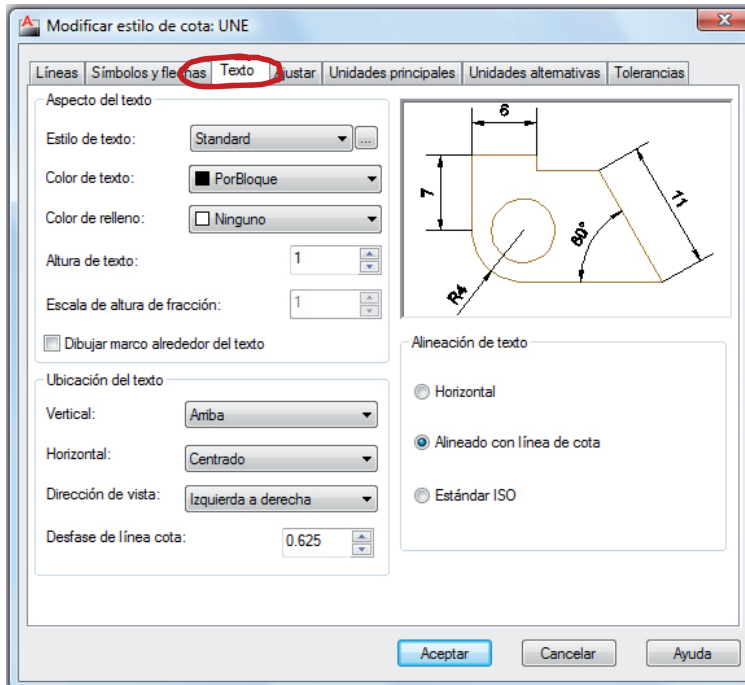 Modificar estilo de cota: UNE
Líneas Símbolos y flechas Texto Ajustar Unidades principales Unidades alternativas Tolerancias
Aspecto del texto
Estilo de texto: Standard ...
Color de texto: PorBloque
Color de relleno: Ninguno
Altura de texto: 1
Escala de altura de fracción: 1
Dibujar marco alrededor del texto
Ubicación del texto
Vertical: Arriba
Horizontal: Centrado
Dirección de vista: Izquierda a derecha
Desfase de línea cota: 0.625
6
7
11
60°
R4
Alineación de texto
Horizontal
Alineado con línea de cota
Estándar ISO
Aceptar Cancelar Ayuda